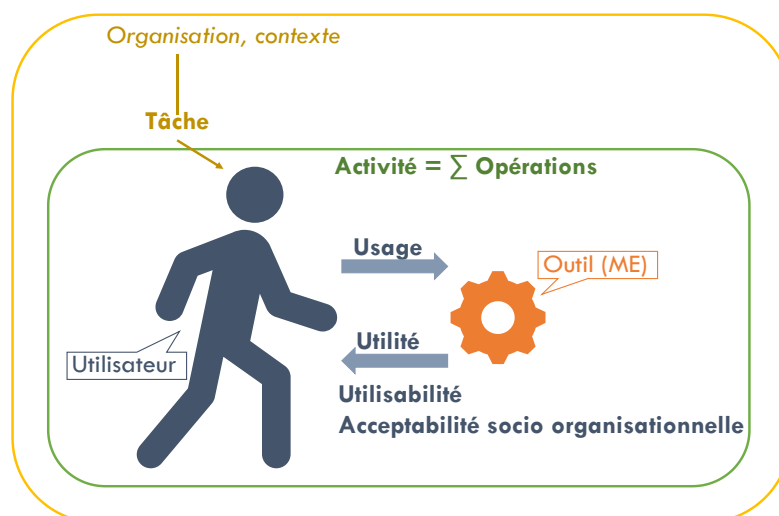 Organisation, contexte
Tâche
Activité = ∑ Opérations
Usage
Outil (ME)
Utilité
Utilisateur
Utilisabilité
Acceptabilité socio organisationnelle